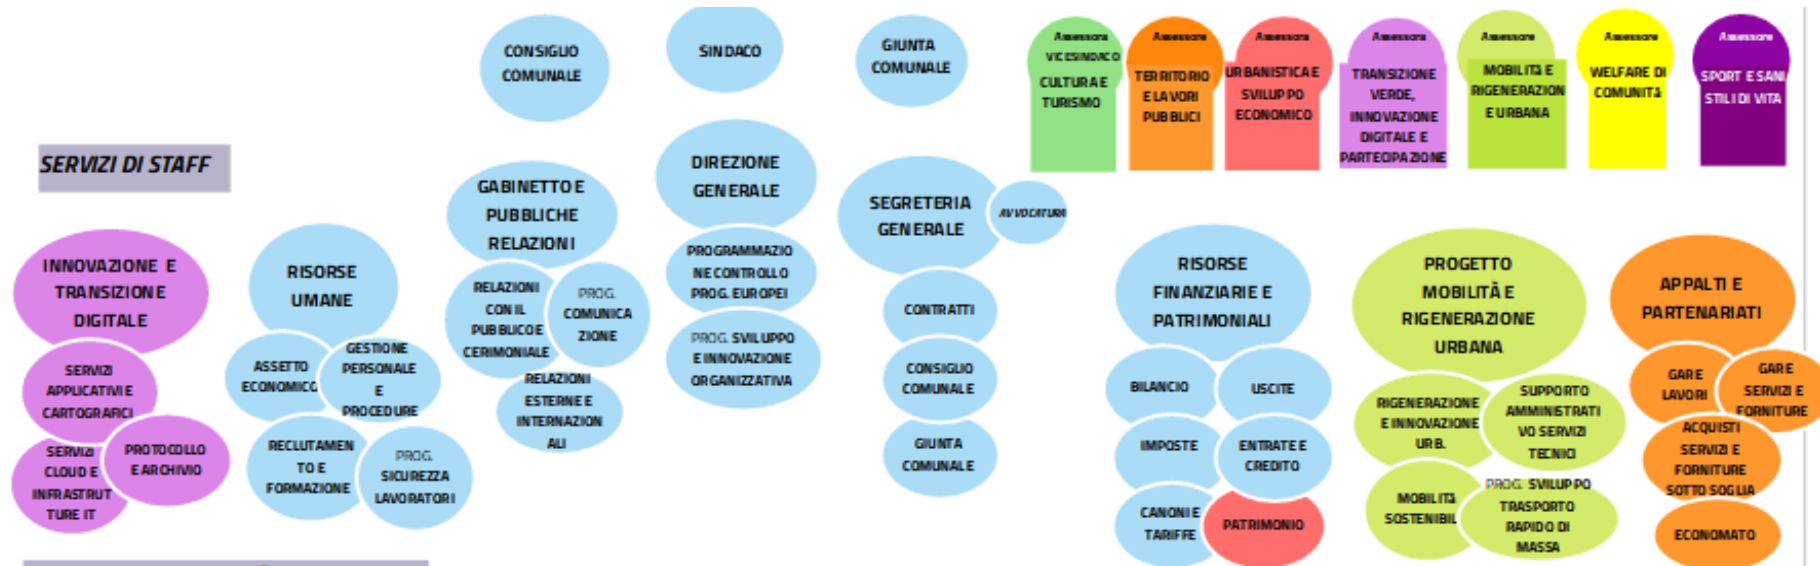 CONSIGLIO
COMUNALE
SINDACO
GIUNTA
COMUNALE
Assessora
VICESINDACO
CULTURA E
TURISMO
Assessore
TERRITORIO
E LAVORI
PUBBLICI
Assessore
URBANISTICA E
SVILUPPO
ECONOMICO
Assessora
TRANSIZIONE
VERDE,
INNOVAZIONE
DIGITALE E
PARTECIPAZIONE
Assessore
MOBILITà E
RIGENERAZION
E URBANA
Assessore
WELFARE DI
COMUNITà
Assessore
SPORT E SANI
STILI DI VITA
SERVIZI DI STAFF
INNOVAZIONE E
TRANSIZIONE
DIGITALE
SERVIZI
APPLICATIVI E
CARTOGRAFICI
SERVIZI
CLOUD E
INFRASTRUT
TURE IT
PROTOCOLLO
E ARCHIVIO
RISORSE
UMANE
ASSETTO
ECONOMICO
GESTIONE
PERSONALE
E
PROCEDURE
RECLUTAMEN
TO E
FORMAZIONE
PROG.
SICUREZZA
LAVORATORI
GABINETTO E
PUBBLICHE
RELAZIONI
RELAZIONI
CON IL
PUBBLICO E
CERIMONIALE
PROG.
COMUNICA
ZIONE
RELAZIONI
ESTERNE E
INTERNAZION
ALI
DIREZIONE
GENERALE
PROGRAMMAZIO
NE CONTROLLO
PROG. EUROPEI
PROG. SVILUPPO
E INNOVAZIONE
ORGANIZZATIVA
SEGRETERIA
GENERALE
AVVOCATURA
CONTRATTI
CONSIGLIO
COMUNALE
GIUNTA
COMUNALE
RISORSE
FINANZIARIE E
PATRIMONIALI
BILANCIO
USCITE
IMPOSTE
ENTRATE E
CREDITO
CANONI E
TARIFFE
PATRIMONIO
PROGETTO
MOBILITÀ E
RIGENERAZIONE
URBANA
RIGENERAZIONE
E INNOVAZIONE
URB.
SUPPORTO
AMMINISTRATI
VO SERVIZI
TECNICI
MOBILITà
SOSTENIBIL
PROG. SVILUPPO
TRASPORTO
RAPIDO DI
MASSA
APPALTI E
PARTENARIATI
GARE
LAVORI
GARE
SERVIZI E
FORNITURE
ACQUISTI
SERVIZI E
FORNITURE
SOTTO SOGLIA
ECONOMATO